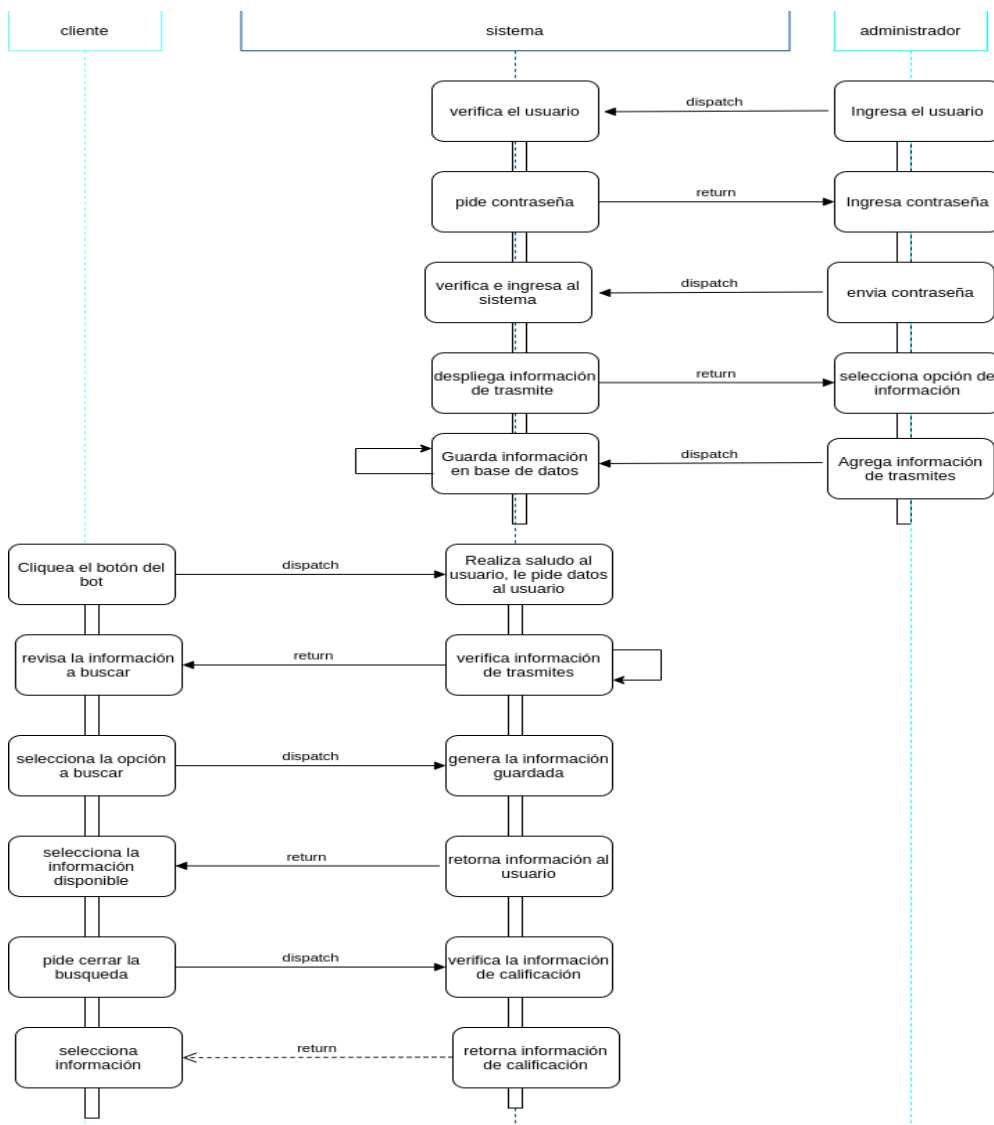 cliente
sistema
administrador
verifica el usuario
dispatch
Ingresa el usuario
pide contraseña
return
Ingresa contraseña
verifica e ingresa al
sistema
dispatch
envia contraseña
despliega información
de trasmite
return
selecciona opción de
información
Guarda información
en base de datos
dispatch
Agrega información
de trasmites
Cliquea el botón del
bot
dispatch
Realiza saludo al
usuario, le pide datos
al usuario
revisa la información
a buscar
return
verifica información
de trasmites
selecciona la opción
a buscar
dispatch
genera la información
guardada
selecciona la
información
disponible
return
retorna información al
usuario
pide cerrar la
busqueda
dispatch
verifica la información
de calificación
selecciona
información
return
retorna información
de calificación